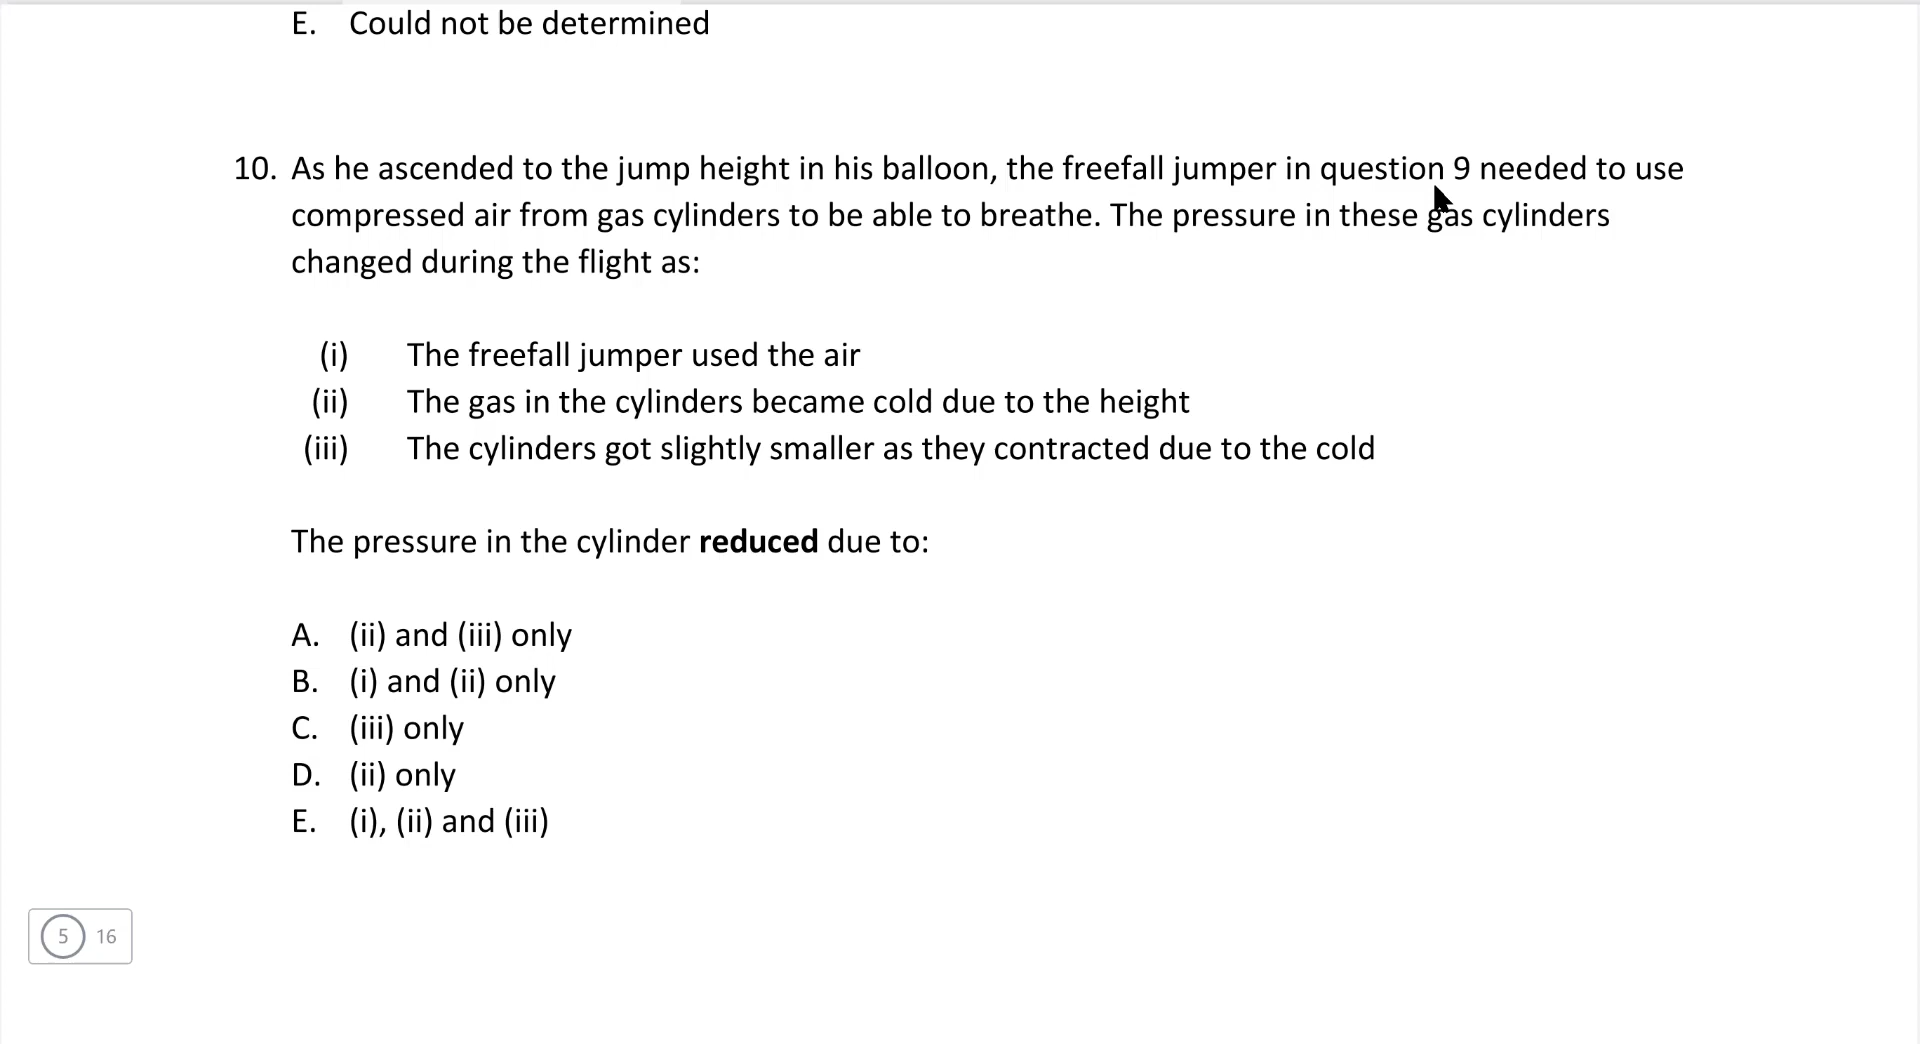 E. Could not be determined
10. As he ascended to the jump height in his balloon, the freefall jumper in question 9 needed to use
compressed air from gas cylinders to be able to breathe. The pressure in these gas cylinders
changed during the flight as:
(i) The freefall jumper used the air
(ii) The gas in the cylinders became cold due to the height
(iii) The cylinders got slightly smaller as they contracted due to the cold
The pressure in the cylinder reduced due to:
A. (ii) and (iii) only
B. (i) and (ii) only
C. (iii) only
D. (ii) only
E. (i), (ii) and (iii)
5 16